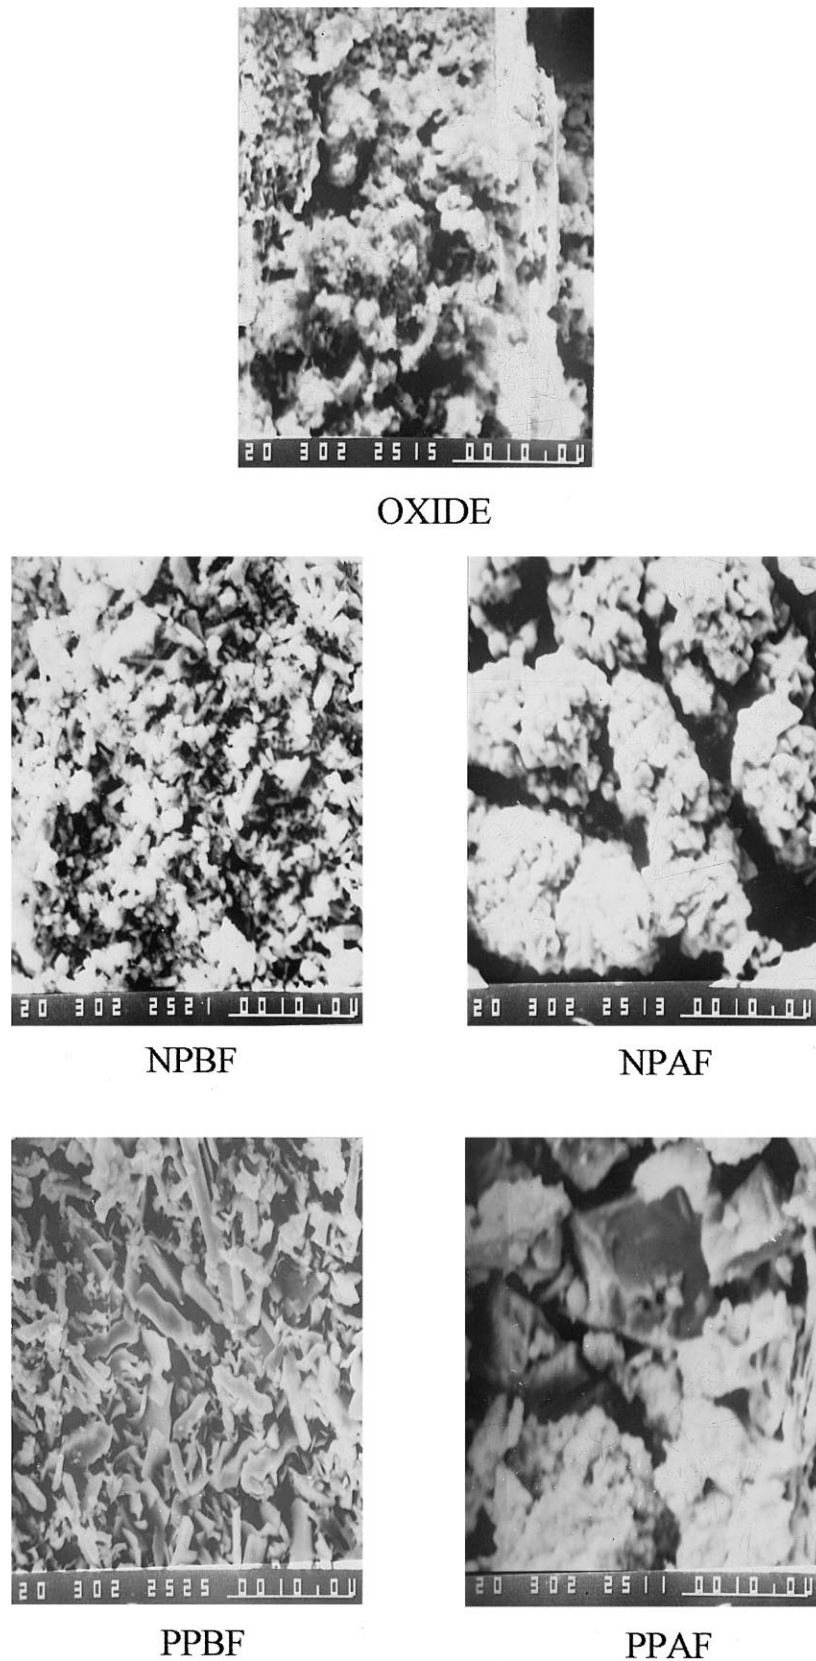 20 302 2515 0010.0U
OXIDE
20 302 2521 0010.0U
20 302 2513 0010.0U
NPBF
NPAF
20 302 2525 0010.0U
20 302 2511 0010.0U
PPBF
PPAF